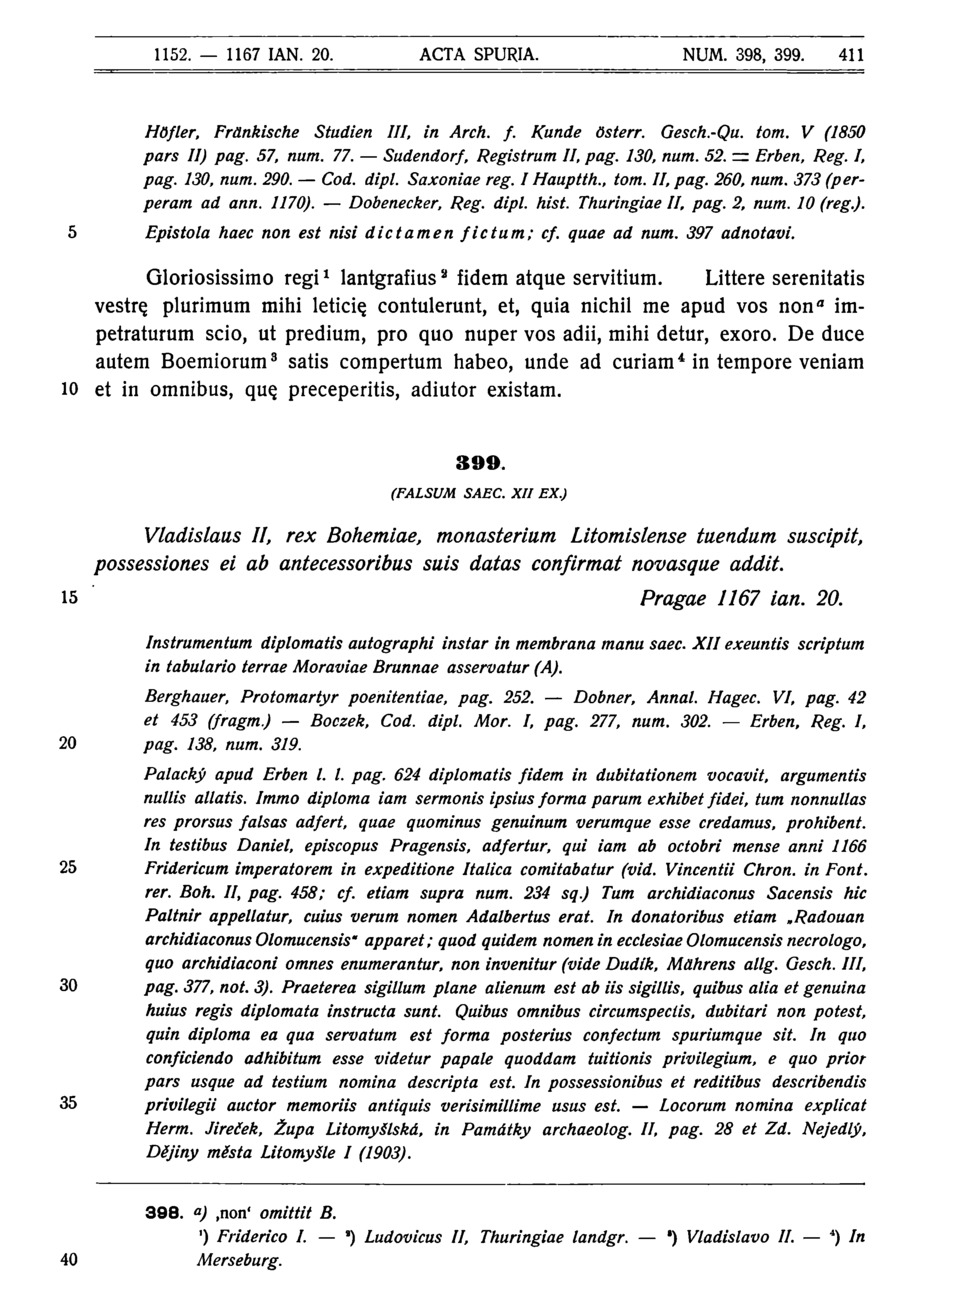 1152. — 1167 IAN. 20. ACTA SPURIA. NUM. 398, 399. 411
Höfler, Fränkische Studien III, in Arch. f. Kunde österr. Gesch.-Qu. tom. V (1850
pars II) pag. 57, num. 77. — Sudendorf, Registrum II, pag. 130, num. 52. = Erben, Reg. I,
pag. 130, num. 290. — Cod. dipl. Saxoniae reg. I Hauptth., tom. II, pag. 260, num. 373 (per-
peram ad ann. 1170). — Dobenecker, Reg. dipl. hist. Thuringiae II, pag. 2, num. 10 (reg.).
5 Epistola haec non est nisi dictamen fictum; cf. quae ad num. 397 adnotavi.
Gloriosissimo regi¹ lantgrafius² fidem atque servitium. Littere serenitatis
vestrę plurimum mihi leticię contulerunt, et, quia nichil me apud vos nonᵃ im-
petraturum scio, ut predium, pro quo nuper vos adii, mihi detur, exoro. De duce
autem Boemiorum³ satis compertum habeo, unde ad curiam⁴ in tempore veniam
10 et in omnibus, quę preceperitis, adiutor existam.
399.
(FALSUM SAEC. XII EX.)
Vladislaus II, rex Bohemiae, monasterium Litomislense tuendum suscipit,
possessiones ei ab antecessoribus suis datas confirmat novasque addit.
15 Pragae 1167 ian. 20.
Instrumentum diplomatis autographi instar in membrana manu saec. XII exeuntis scriptum
in tabulario terrae Moraviae Brunnae asservatur (A).
Berghauer, Protomartyr poenitentiae, pag. 252. — Dobner, Annal. Hagec. VI, pag. 42
et 453 (fragm.) — Boczek, Cod. dipl. Mor. I, pag. 277, num. 302. — Erben, Reg. I,
20 pag. 138, num. 319.
Palacký apud Erben l. l. pag. 624 diplomatis fidem in dubitationem vocavit, argumentis
nullis allatis. Immo diploma iam sermonis ipsius forma parum exhibet fidei, tum nonnullas
res prorsus falsas adfert, quae quominus genuinum verumque esse credamus, prohibent.
In testibus Daniel, episcopus Pragensis, adfertur, qui iam ab octobri mense anni 1166
25 Fridericum imperatorem in expeditione Italica comitabatur (vid. Vincentii Chron. in Font.
rer. Boh. II, pag. 458; cf. etiam supra num. 234 sq.) Tum archidiaconus Sacensis hic
Paltnir appellatur, cuius verum nomen Adalbertus erat. In donatoribus etiam „Radouan
archidiaconus Olomucensis“ apparet; quod quidem nomen in ecclesiae Olomucensis necrologo,
quo archidiaconi omnes enumerantur, non invenitur (vide Dudík, Mährens allg. Gesch. III,
30 pag. 377, not. 3). Praeterea sigillum plane alienum est ab iis sigillis, quibus alia et genuina
huius regis diplomata instructa sunt. Quibus omnibus circumspectis, dubitari non potest,
quin diploma ea qua servatum est forma posterius confectum spuriumque sit. In quo
conficiendo adhibitum esse videtur papale quoddam tuitionis privilegium, e quo prior
pars usque ad testium nomina descripta est. In possessionibus et reditibus describendis
35 privilegii auctor memoriis antiquis verisimillime usus est. — Locorum nomina explicat
Herm. Jireček, Župa Litomyšlská, in Památky archaeolog. II, pag. 28 et Zd. Nejedlý,
Dějiny města Litomyšle I (1903).
398. a) ‚non‘ omittit B.
¹) Friderico I. — ²) Ludovicus II, Thuringiae landgr. — ³) Vladislavo II. — ⁴) In
40 Merseburg.